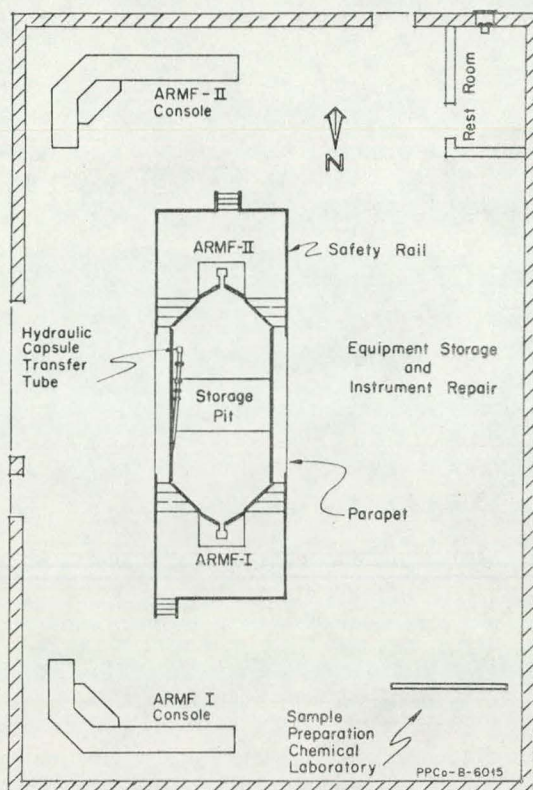 ARMF-II
Console
Rest Room
N
ARMF-II
Safety Rail
Hydraulic
Capsule
Transfer
Tube
Equipment Storage
and
Instrument Repair
Storage
Pit
Parapet
ARMF-I
ARMF I
Console
Sample
Preparation
Chemical
Laboratory
PPCo-B-6015